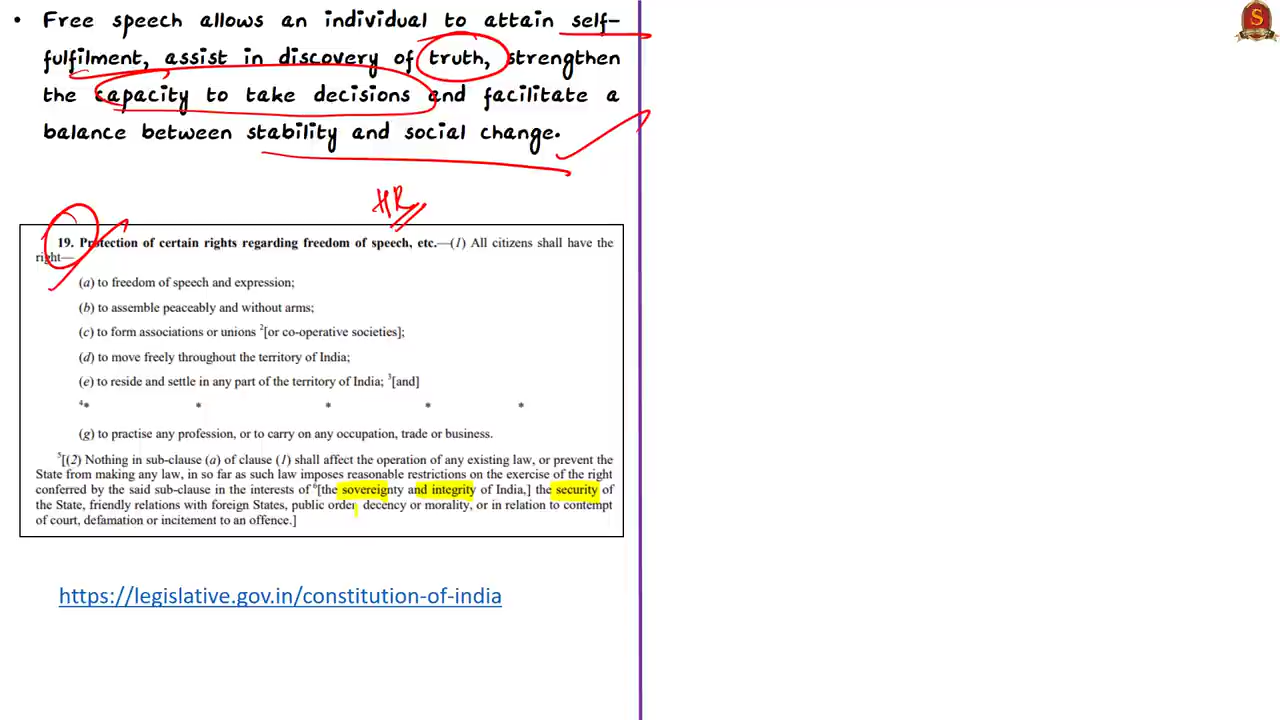 • Free speech allows an individual to attain self-
fulfilment, assist in discovery of truth, strengthen
the capacity to take decisions and facilitate a
balance between stability and social change.
HR
19. Protection of certain rights regarding freedom of speech, etc.—(1) All citizens shall have the
right—
(a) to freedom of speech and expression;
(b) to assemble peaceably and without arms;
(c) to form associations or unions 2[or co-operative societies];
(d) to move freely throughout the territory of India;
(e) to reside and settle in any part of the territory of India; 3[and]
4* * * * *
(g) to practise any profession, or to carry on any occupation, trade or business.
5[(2) Nothing in sub-clause (a) of clause (1) shall affect the operation of any existing law, or prevent the
State from making any law, in so far as such law imposes reasonable restrictions on the exercise of the right
conferred by the said sub-clause in the interests of 6[the sovereignty and integrity of India,] the security of
the State, friendly relations with foreign States, public order, decency or morality, or in relation to contempt
of court, defamation or incitement to an offence.]
https://legislative.gov.in/constitution-of-india